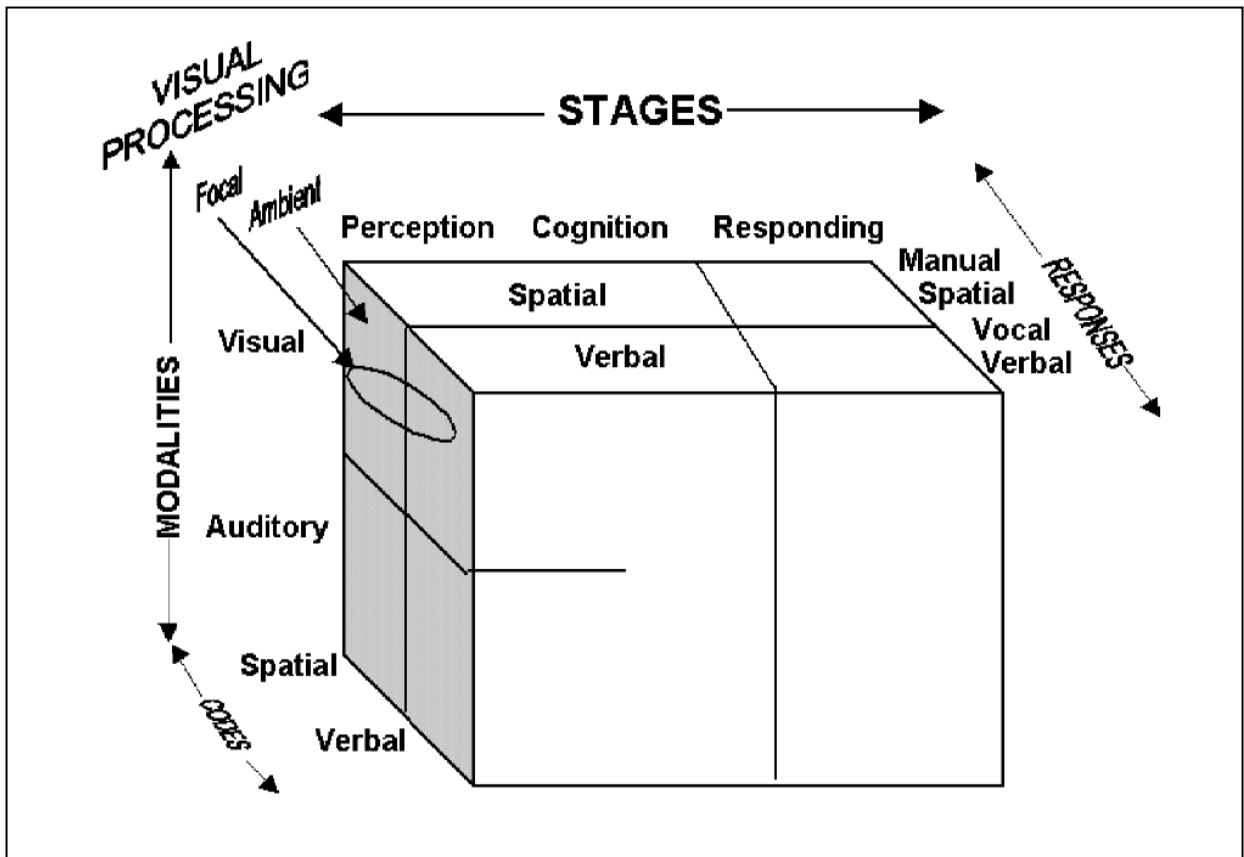 VISUAL
PROCESSING
STAGES
Focal
Ambient
Perception Cognition Responding
Manual
Spatial
Vocal
Verbal
RESPONSES
Spatial
Verbal
Visual
MODALITIES
Auditory
Spatial
Verbal
CODES